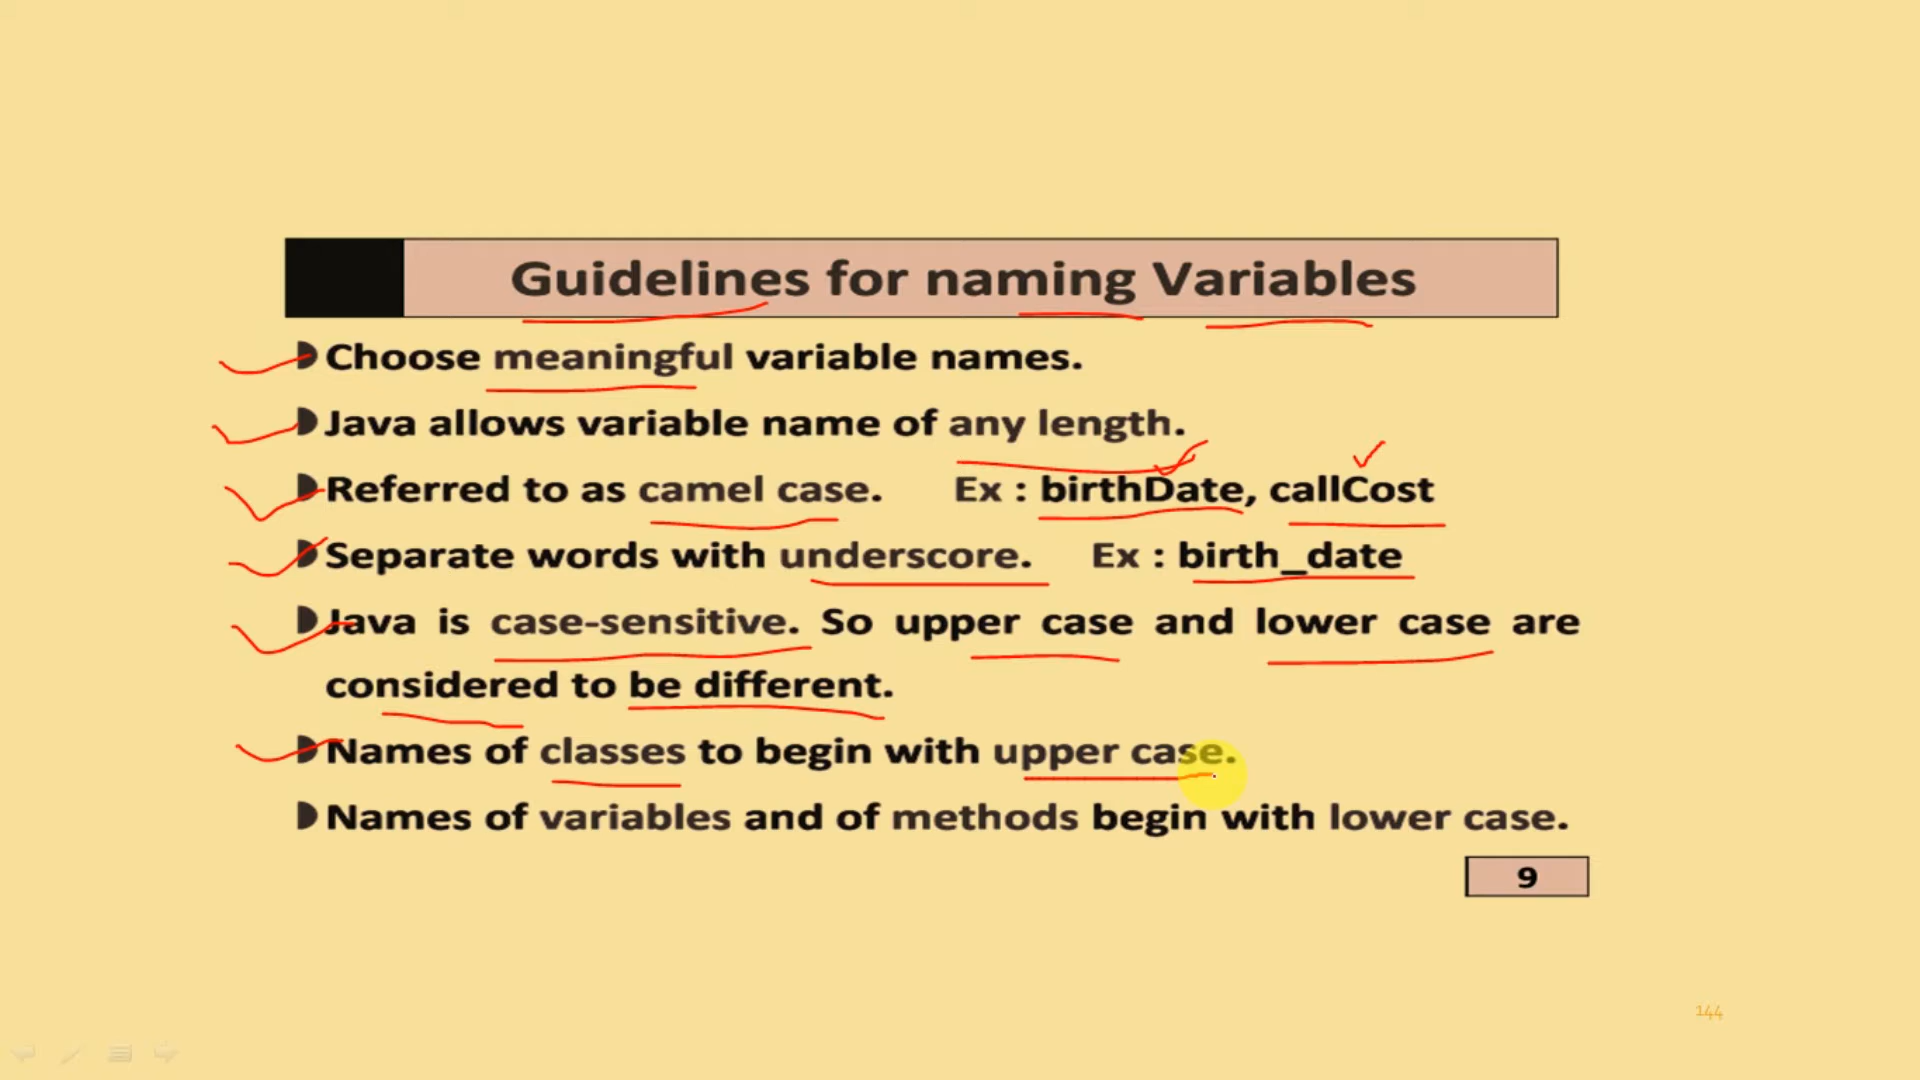 Guidelines for naming Variables
Choose meaningful variable names.
Java allows variable name of any length.
Referred to as camel case. Ex : birthDate, callCost
Separate words with underscore. Ex : birth_date
Java is case-sensitive. So upper case and lower case are
considered to be different.
Names of classes to begin with upper case.
Names of variables and of methods begin with lower case.
9
144